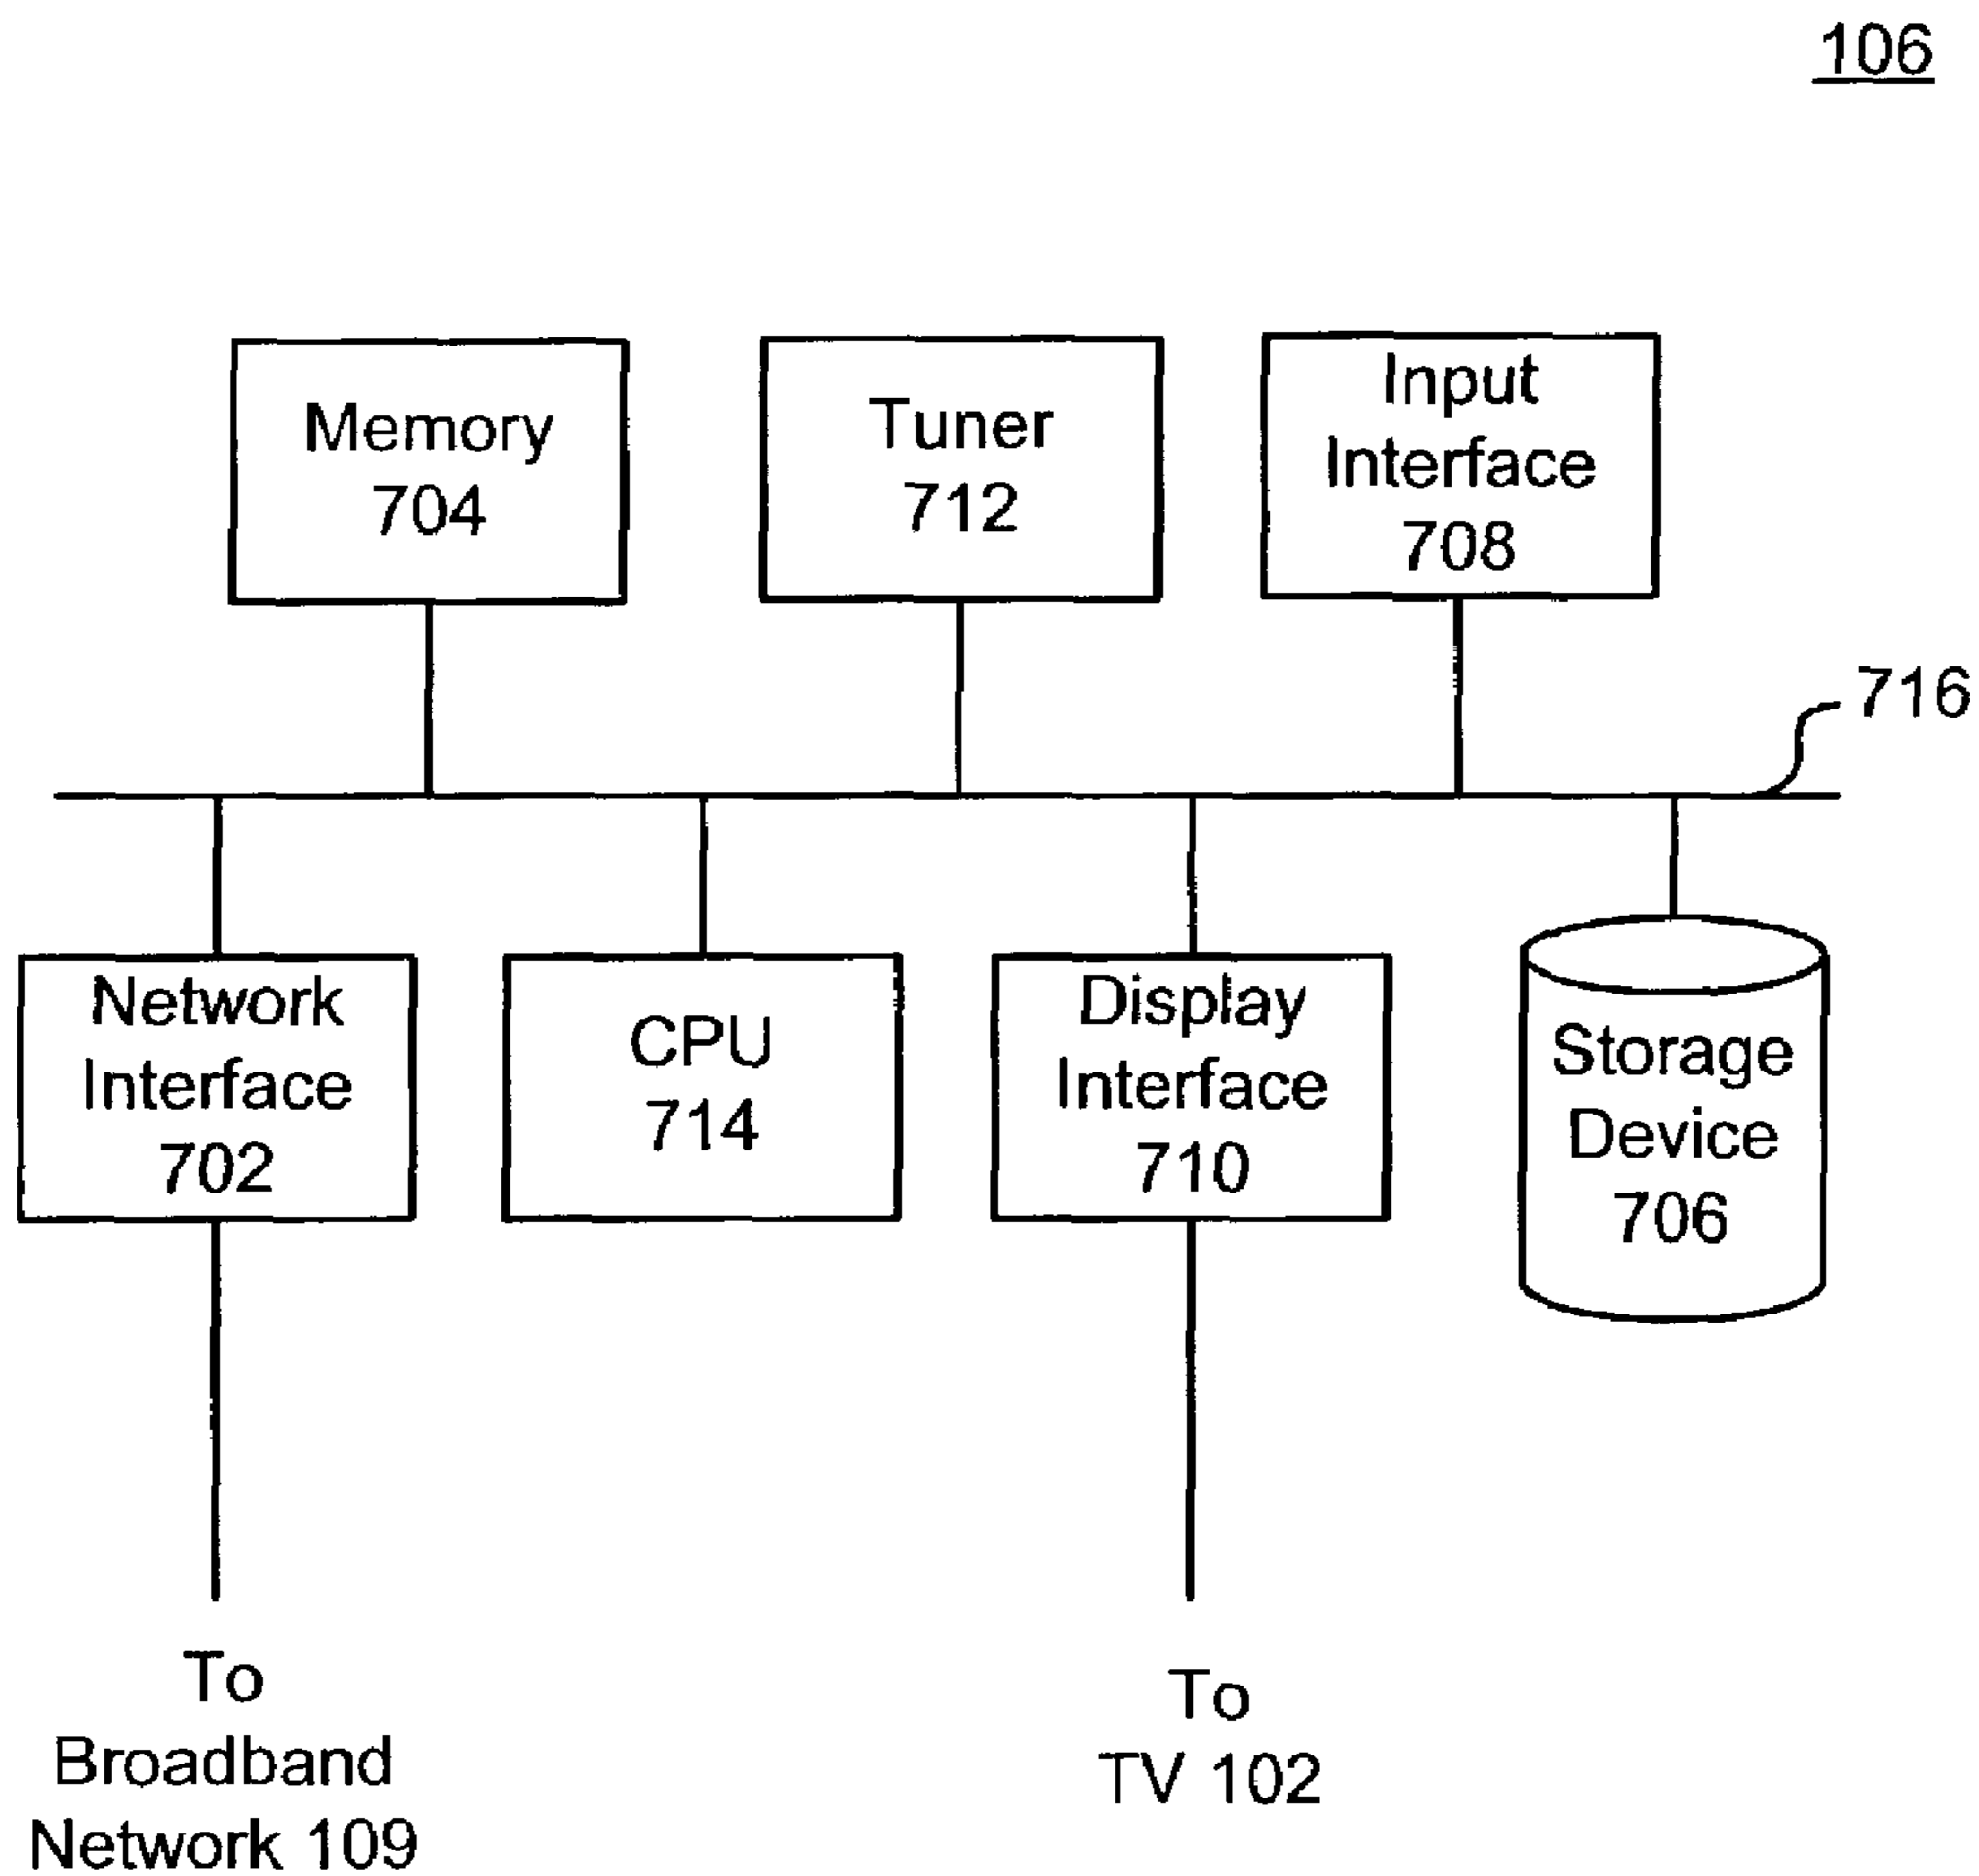 106
Memory
704
Tuner
712
Input
Interface
708
716
Network
Interface
702
CPU
714
Display
Interface
710
Storage
Device
706
To
Broadband
Network 109
To
TV 102